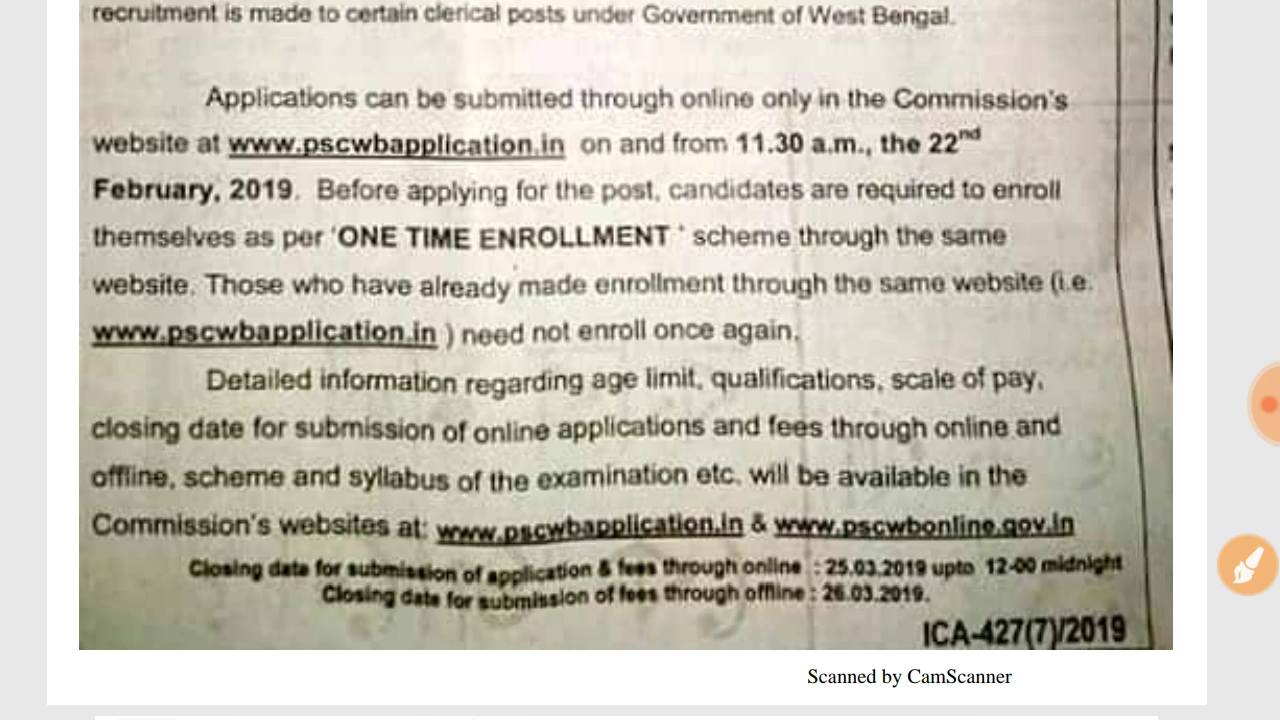 recruitment is made to certain clerical posts under Government of West Bengal.
Applications can be submitted through online only in the Commission's
website at www.pscwbapplication.in on and from 11.30 a.m., the 22nd
February, 2019. Before applying for the post, candidates are required to enroll
themselves as per 'ONE TIME ENROLLMENT ' scheme through the same
website. Those who have already made enrollment through the same website (i.e.
www.pscwbapplication.in ) need not enroll once again.
Detailed information regarding age limit, qualifications, scale of pay,
closing date for submission of online applications and fees through online and
offline, scheme and syllabus of the examination etc. will be available in the
Commission's websites at: www.pscwbapplication.in & www.pscwbonline.gov.in
Closing date for submission of application & fees through online : 25.03.2019 upto 12-00 midnight
Closing date for submission of fees through offline : 26.03.2019.
ICA-427(7)/2019
Scanned by CamScanner